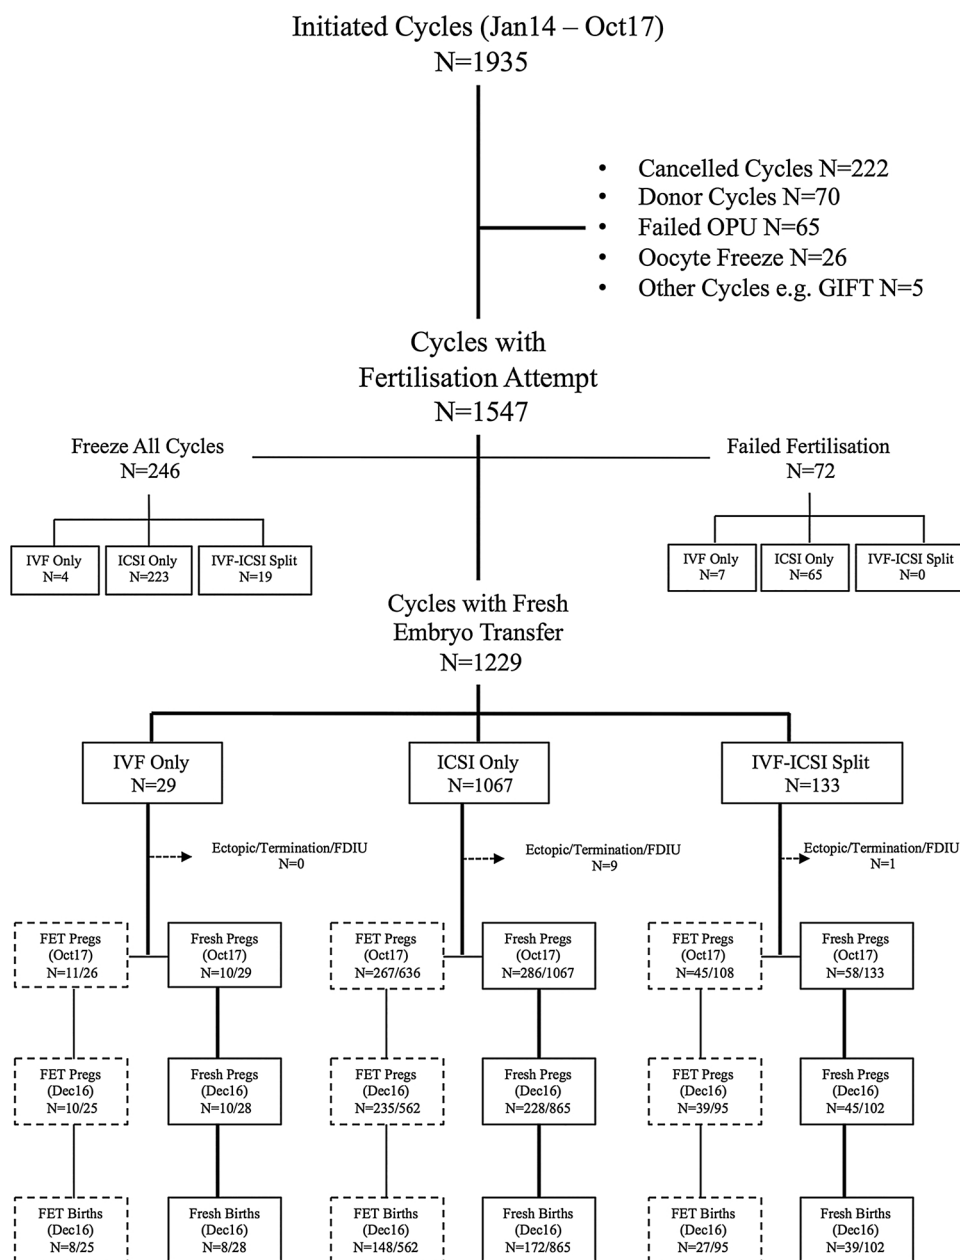 Initiated Cycles (Jan14 – Oct17)
N=1935
• Cancelled Cycles N=222
• Donor Cycles N=70
• Failed OPU N=65
• Oocyte Freeze N=26
• Other Cycles e.g. GIFT N=5
Cycles with
Fertilisation Attempt
N=1547
Freeze All Cycles
N=246
Failed Fertilisation
N=72
IVF Only
N=4
ICSI Only
N=223
IVF-ICSI Split
N=19
IVF Only
N=7
ICSI Only
N=65
IVF-ICSI Split
N=0
Cycles with Fresh
Embryo Transfer
N=1229
IVF Only
N=29
ICSI Only
N=1067
IVF-ICSI Split
N=133
Ectopic/Termination/FDIU
N=0
Ectopic/Termination/FDIU
N=9
Ectopic/Termination/FDIU
N=1
FET Pregs
(Oct17)
N=11/26
Fresh Pregs
(Oct17)
N=10/29
FET Pregs
(Oct17)
N=267/636
Fresh Pregs
(Oct17)
N=286/1067
FET Pregs
(Oct17)
N=45/108
Fresh Pregs
(Oct17)
N=58/133
FET Pregs
(Dec16)
N=10/25
Fresh Pregs
(Dec16)
N=10/28
FET Pregs
(Dec16)
N=235/562
Fresh Pregs
(Dec16)
N=228/865
FET Pregs
(Dec16)
N=39/95
Fresh Pregs
(Dec16)
N=45/102
FET Births
(Dec16)
N=8/25
Fresh Births
(Dec16)
N=8/28
FET Births
(Dec16)
N=148/562
Fresh Births
(Dec16)
N=172/865
FET Births
(Dec16)
N=27/95
Fresh Births
(Dec16)
N=39/102